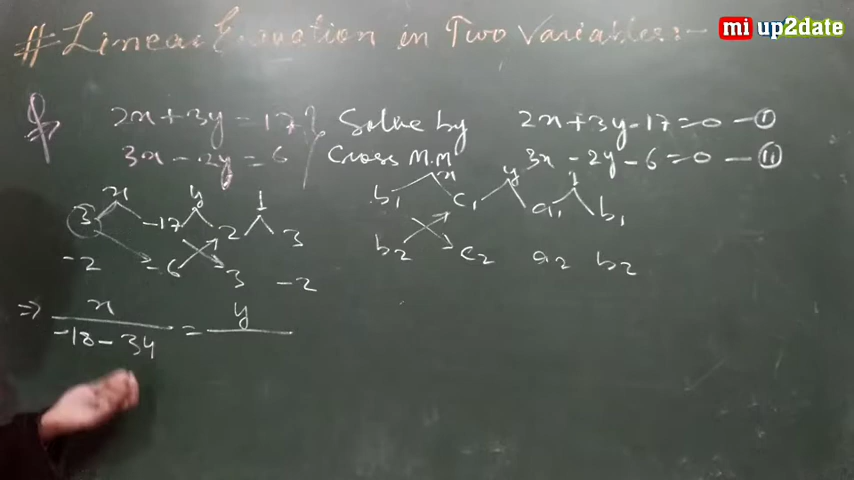 # Linear Equation in Two Variables:-
mi up2date
Q 2x+3y=17 } Solve by 2x+3y-17=0 - (I)
3x-2y=6 Cross M.M 3x-2y-6=0 - (II)
x y 1 x y 1
3 -17 2 3 b1 c1 a1 b1
-2 -6 3 -2 b2 c2 a2 b2
⇒ x / -18-34 = y /